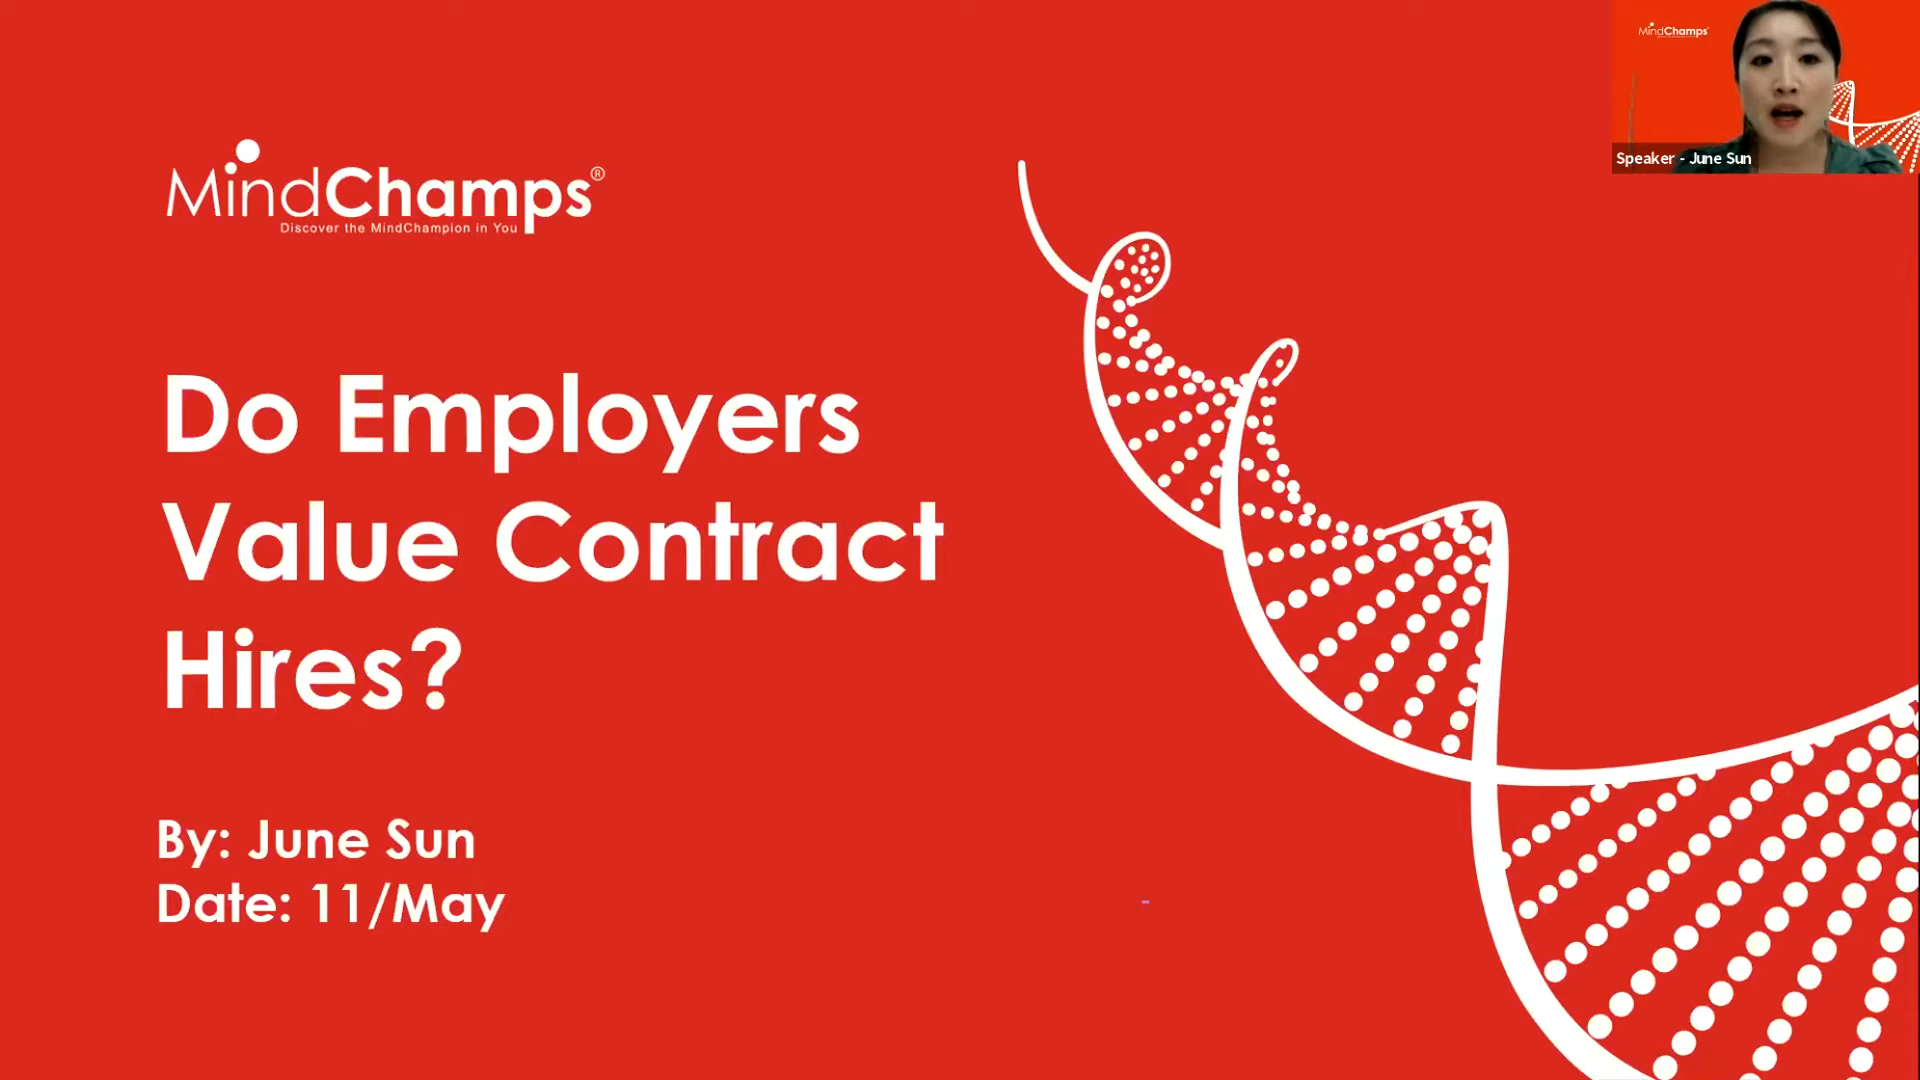 MindChamps®
Discover the MindChampion in You
Do Employers
Value Contract
Hires?
By: June Sun
Date: 11/May
MindChamps
Speaker - June Sun